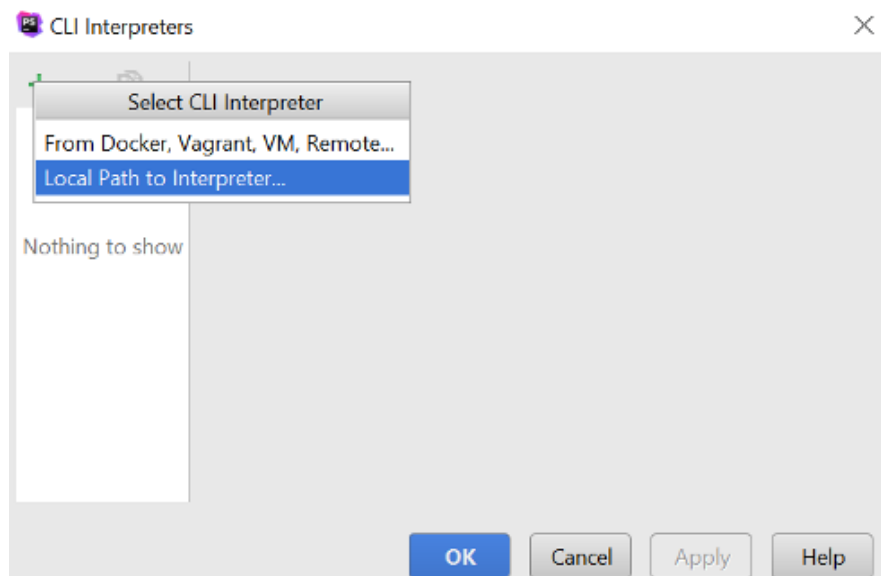 PS CLI Interpreters
Select CLI Interpreter
From Docker, Vagrant, VM, Remote...
Local Path to Interpreter...
Nothing to show
OK Cancel Apply Help